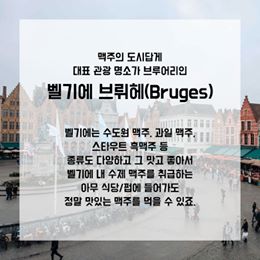 맥주의 도시답게
대표 관광 명소가 브루어리인
벨기에 브뤼헤(Bruges)
벨기에는 수도원 맥주, 과일 맥주,
스타우트 흑맥주 등
종류도 다양하고 그 맛고 좋아서
벨기에 내 수제 맥주를 취급하는
아무 식당/펍에 들어가도
정말 맛있는 맥주를 먹을 수 있죠.